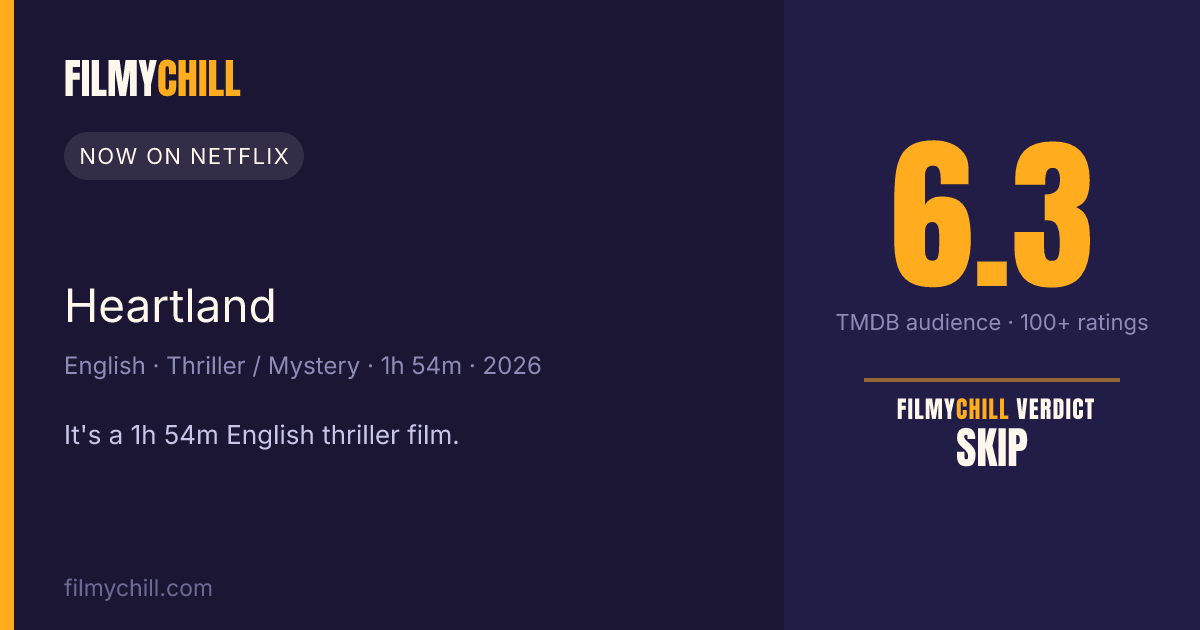 FILMYCHILL
NOW ON NETFLIX
Heartland
English · Thriller / Mystery · 1h 54m · 2026
It's a 1h 54m English thriller film.
filmychill.com
6.3
TMDB audience · 100+ ratings
FILMYCHILL VERDICT
SKIP